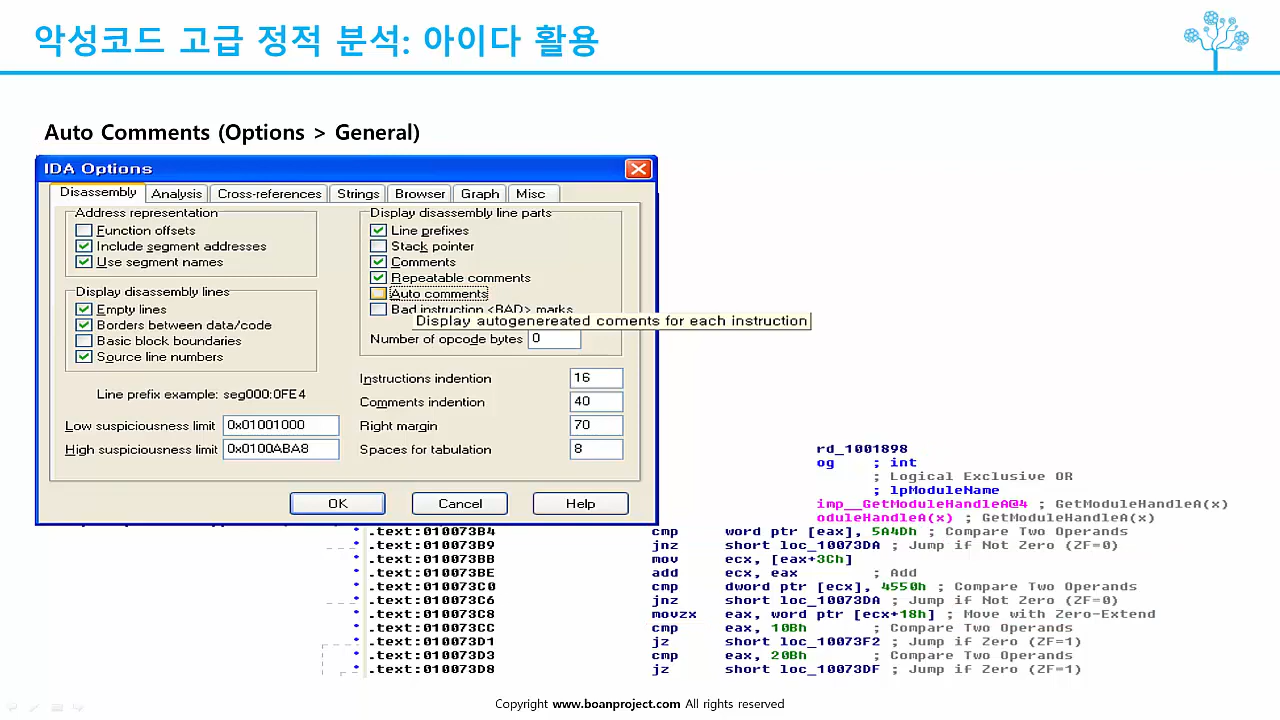 악성코드 고급 정적 분석: 아이다 활용
Auto Comments (Options > General)
IDA Options
Disassembly Analysis Cross-references Strings Browser Graph Misc
Address representation
Function offsets
Include segment addresses
Use segment names
Display disassembly lines
Empty lines
Borders between data/code
Basic block boundaries
Source line numbers
Line prefix example: seg000:0FE4
Low suspiciousness limit 0x01001000
High suspiciousness limit 0x0100ABA8
Display disassembly line parts
Line prefixes
Stack pointer
Comments
Repeatable comments
Auto comments
Bad instruction <BAD> marks
Display autogenereated coments for each instruction
Number of opcode bytes 0
Instructions indention 16
Comments indention 40
Right margin 70
Spaces for tabulation 8
OK Cancel Help
rd_1001898
og ; int
; Logical Exclusive OR
; lpModuleName
imp__GetModuleHandleA@4 ; GetModuleHandleA(x)
oduleHandleA(x) ; GetModuleHandleA(x)
.text:010073B4 cmp word ptr [eax], 5A4Dh ; Compare Two Operands
.text:010073B9 jnz short loc_10073DA ; Jump if Not Zero (ZF=0)
.text:010073BB mov ecx, [eax+3Ch]
.text:010073BE add ecx, eax ; Add
.text:010073C0 cmp dword ptr [ecx], 4550h ; Compare Two Operands
.text:010073C6 jnz short loc_10073DA ; Jump if Not Zero (ZF=0)
.text:010073C8 movzx eax, word ptr [ecx+18h] ; Move with Zero-Extend
.text:010073CC cmp eax, 10Bh ; Compare Two Operands
.text:010073D1 jz short loc_10073F2 ; Jump if Zero (ZF=1)
.text:010073D3 cmp eax, 20Bh ; Compare Two Operands
.text:010073D8 jz short loc_10073DF ; Jump if Zero (ZF=1)
Copyright www.boanproject.com All rights reserved